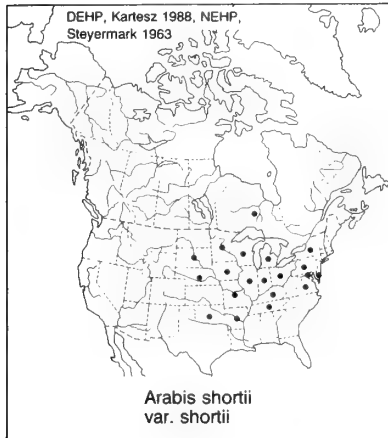 DEHP, Kartesz 1988, NEHP,
Steyermark 1963
Arabis shortii
var. shortii